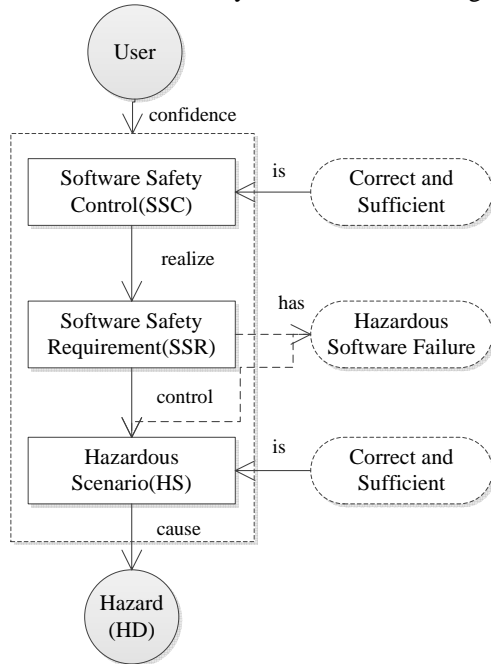 User
confidence
Software Safety
Control(SSC)
is
Correct and
Sufficient
realize
Software Safety
Requirement(SSR)
has
Hazardous
Software Failure
control
Hazardous
Scenario(HS)
is
Correct and
Sufficient
cause
Hazard
(HD)